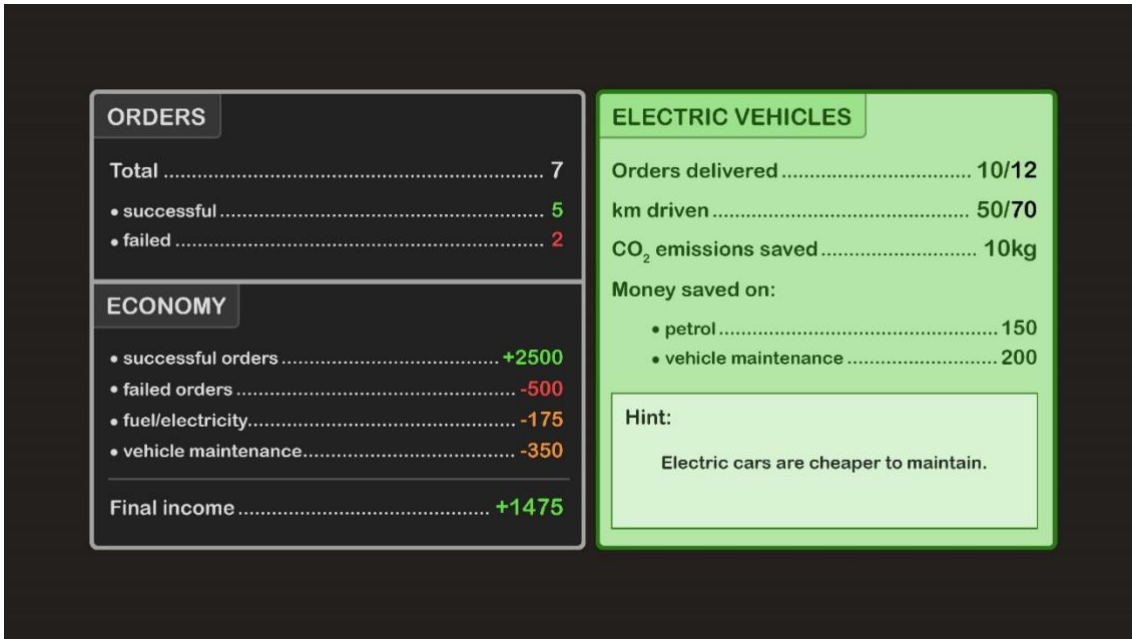 ORDERS
Total ........ 7
• successful ........ 5
• failed ........ 2
ECONOMY
• successful orders ........ +2500
• failed orders ........ -500
• fuel/electricity ........ -175
• vehicle maintenance ........ -350
Final income ........ +1475
ELECTRIC VEHICLES
Orders delivered ........ 10/12
km driven ........ 50/70
CO₂ emissions saved ........ 10kg
Money saved on:
• petrol ........ 150
• vehicle maintenance ........ 200
Hint:
Electric cars are cheaper to maintain.